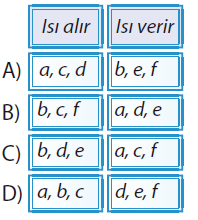 Isı alır Isı verir
A) a, c, d b, e, f
B) b, c, f a, d, e
C) b, d, e a, c, f
D) a, b, c d, e, f